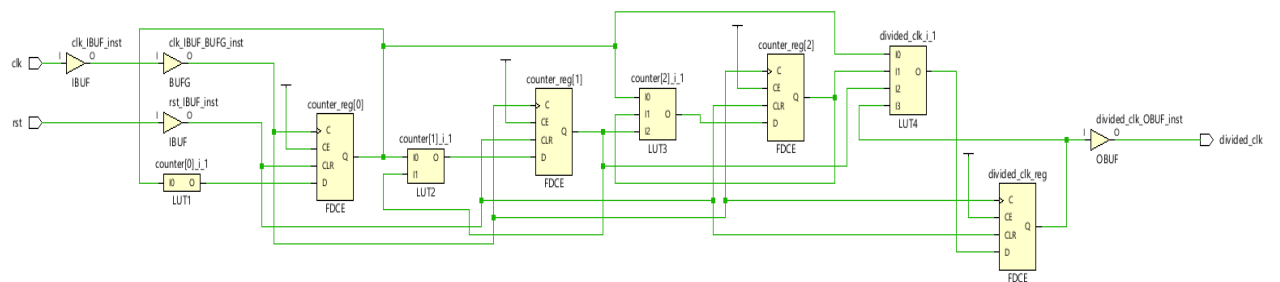 clk
clk_IBUF_inst
I
O
IBUF
clk_IBUF_BUFG_inst
I
O
BUFG
rst
rst_IBUF_inst
I
O
IBUF
counter[0]_i_1
I0
O
LUT1
counter_reg[0]
C
CE
CLR
D
Q
FDCE
counter[1]_i_1
I0
I1
O
LUT2
counter_reg[1]
C
CE
CLR
D
Q
FDCE
counter[2]_i_1
I0
I1
I2
O
LUT3
counter_reg[2]
C
CE
CLR
D
Q
FDCE
divided_clk_i_1
I0
I1
I2
I3
O
LUT4
divided_clk_reg
C
CE
CLR
D
Q
FDCE
divided_clk_OBUF_inst
I
O
OBUF
divided_clk